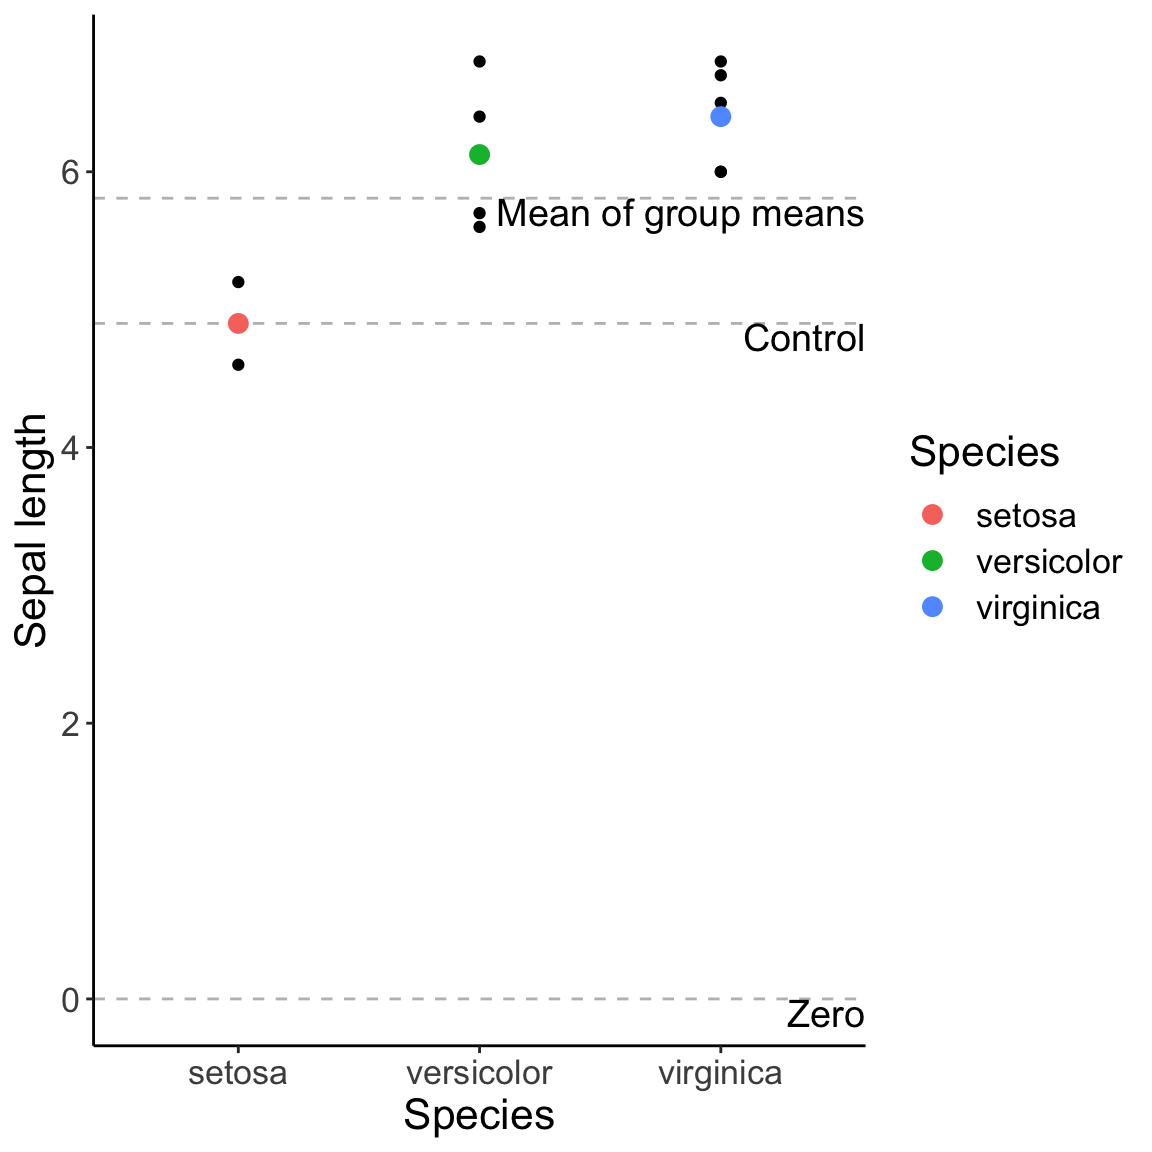 Sepal length
6
4
2
0
Mean of group means
Control
Zero
setosa
versicolor
virginica
Species
Species
setosa
versicolor
virginica